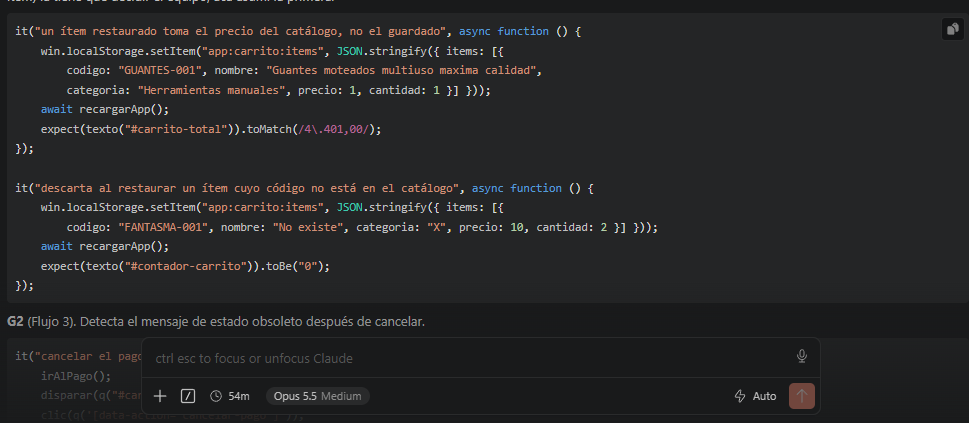 it("un ítem restaurado toma el precio del catálogo, no el guardado", async function () {
win.localStorage.setItem("app:carrito:items", JSON.stringify({ items: [{
codigo: "GUANTES-001", nombre: "Guantes moteados multiuso maxima calidad",
categoria: "Herramientas manuales", precio: 1, cantidad: 1 }] }));
await recargarApp();
expect(texto("#carrito-total")).toMatch(/4\.401,00/);
});
it("descarta al restaurar un ítem cuyo código no está en el catálogo", async function () {
win.localStorage.setItem("app:carrito:items", JSON.stringify({ items: [{
codigo: "FANTASMA-001", nombre: "No existe", categoria: "X", precio: 10, cantidad: 2 }] }));
await recargarApp();
expect(texto("#contador-carrito")).toBe("0");
});
G2 (Flujo 3). Detecta el mensaje de estado obsoleto después de cancelar.
it("cancelar el pago
irAlPago();
disparar(q("#ca
ctrl esc to focus or unfocus Claude
54m
Opus 5.5 Medium
Auto